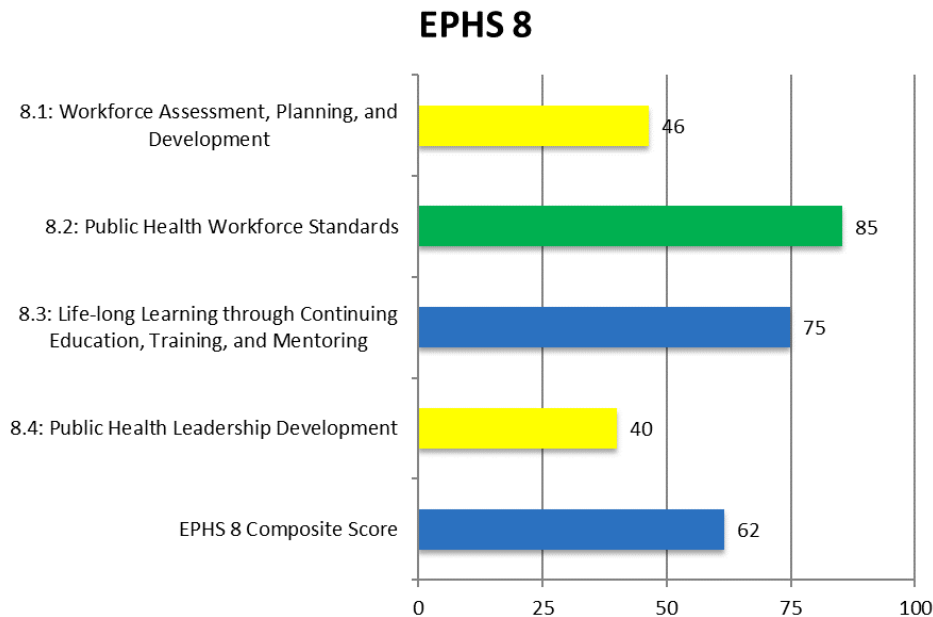 EPHS 8
8.1: Workforce Assessment, Planning, and
Development
46
8.2: Public Health Workforce Standards
85
8.3: Life-long Learning through Continuing
Education, Training, and Mentoring
75
8.4: Public Health Leadership Development
40
EPHS 8 Composite Score
62
0 25 50 75 100